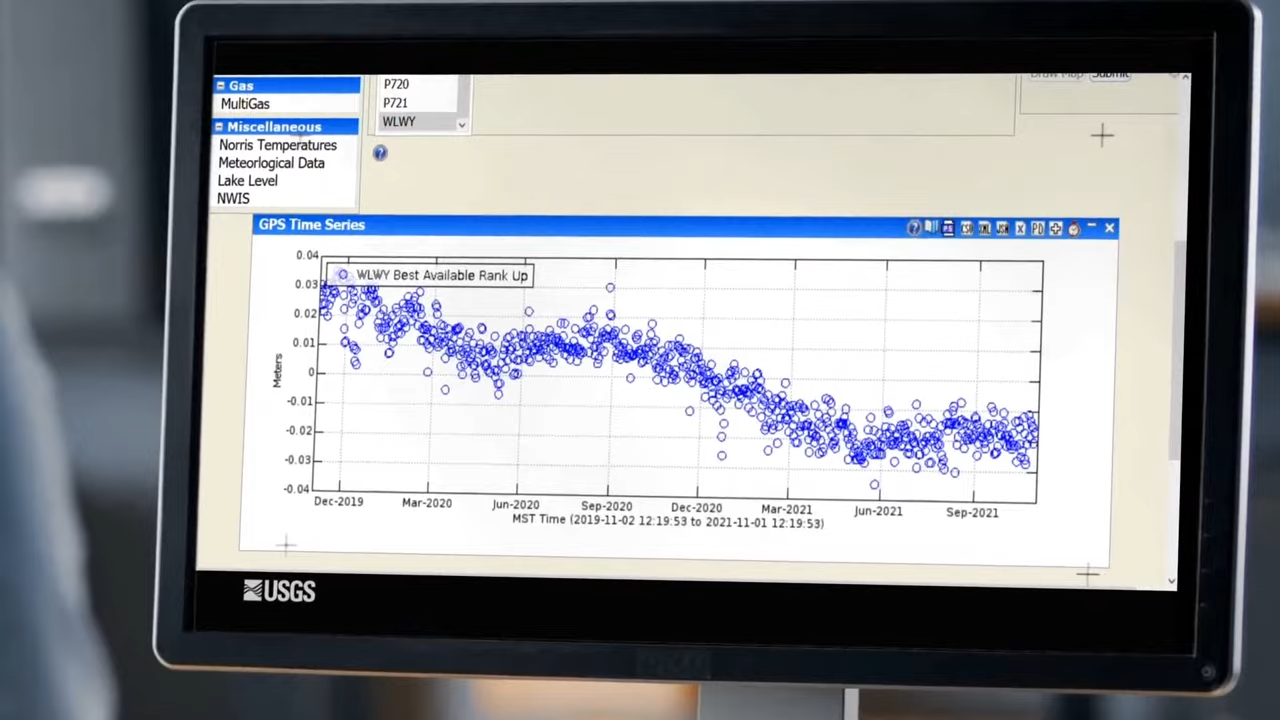 Gas
MultiGas
Miscellaneous
Norris Temperatures
Meteorlogical Data
Lake Level
NWIS
P720
P721
WLWY
Draw Map Submit
GPS Time Series
WLWY Best Available Rank Up
0.04
0.03
0.02
0.01
0
-0.01
-0.02
-0.03
-0.04
Meters
Dec-2019 Mar-2020 Jun-2020 Sep-2020 Dec-2020 Mar-2021 Jun-2021 Sep-2021
MST Time (2019-11-02 12:19:53 to 2021-11-01 12:19:53)
USGS